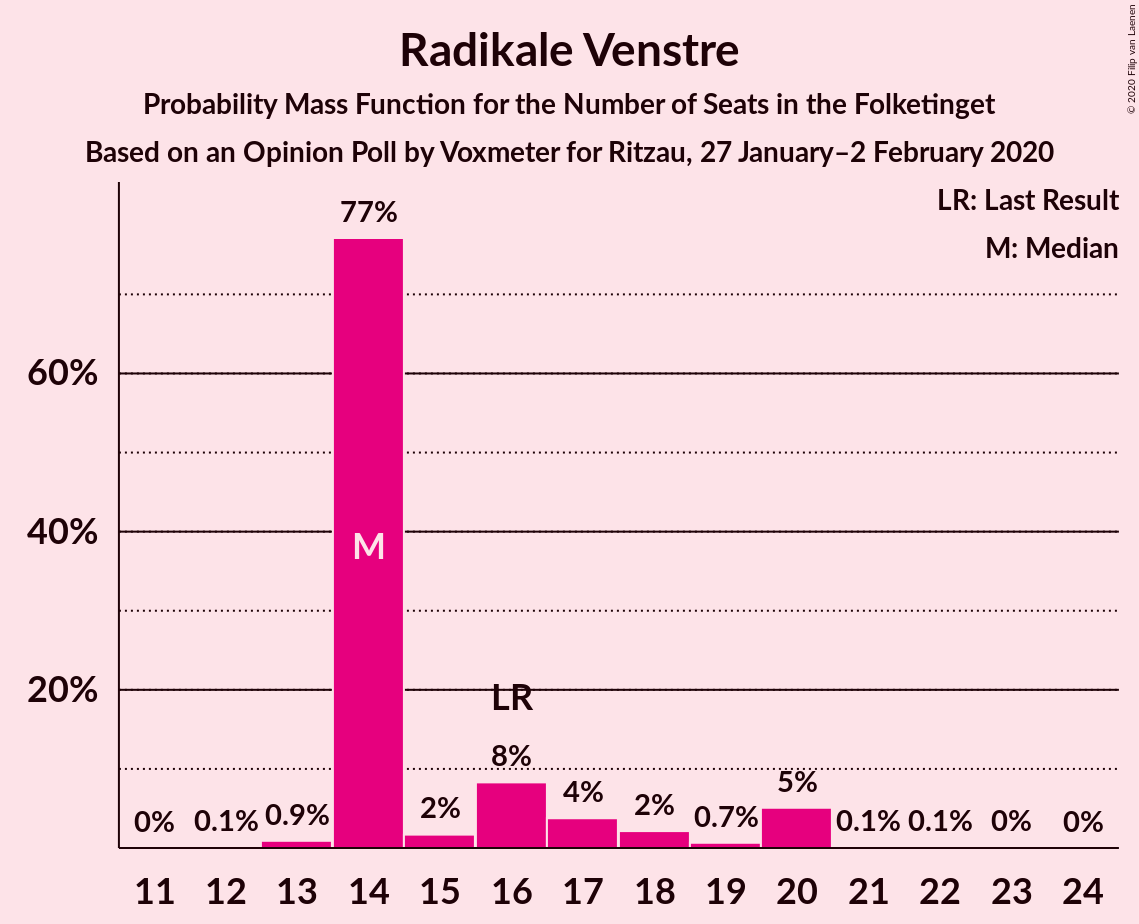 Radikale Venstre
Probability Mass Function for the Number of Seats in the Folketinget
Based on an Opinion Poll by Voxmeter for Ritzau, 27 January–2 February 2020
© 2020 Filip van Laenen
LR: Last Result
M: Median
77%
60%
40%
M
20%
LR
0% 0.1% 0.9% 2% 8% 4% 2% 0.7% 5% 0.1% 0.1% 0% 0%
11 12 13 14 15 16 17 18 19 20 21 22 23 24